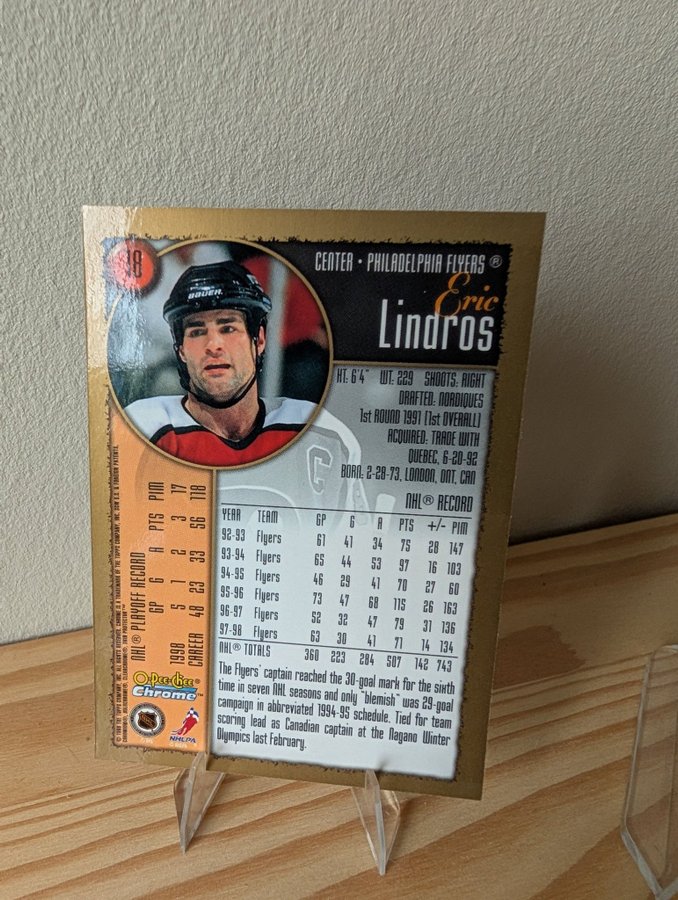 18
CENTER • PHILADELPHIA FLYERS ®
Eric
Lindros
BAUER
HT: 6'4" WT: 229 SHOOTS: RIGHT
DRAFTED: NORDIQUES
1st ROUND 1991 (1st OVERALL)
ACQUIRED: TRADE WITH
QUEBEC, 6-20-92
BORN: 2-28-73, LONDON, ONT, CAN
C
NHL® RECORD
YEAR TEAM GP G A PTS +/- PIM
92-93 Flyers 61 41 34 75 28 147
93-94 Flyers 65 44 53 97 16 103
94-95 Flyers 46 29 41 70 27 60
95-96 Flyers 73 47 68 115 26 163
96-97 Flyers 52 32 47 79 31 136
97-98 Flyers 63 30 41 71 14 134
NHL® TOTALS 360 223 284 507 142 743
The Flyers' captain reached the 30-goal mark for the sixth
time in seven NHL seasons and only "blemish" was 29-goal
campaign in abbreviated 1994-95 schedule. Tied for team
scoring lead as Canadian captain at the Nagano Winter
Olympics last February.
NHL® PLAYOFF RECORD
GP G A PTS PIM
1998 5 1 2 3 17
CAREER 48 23 33 56 118
O-Pee-Chee
Chrome™
NHLPA